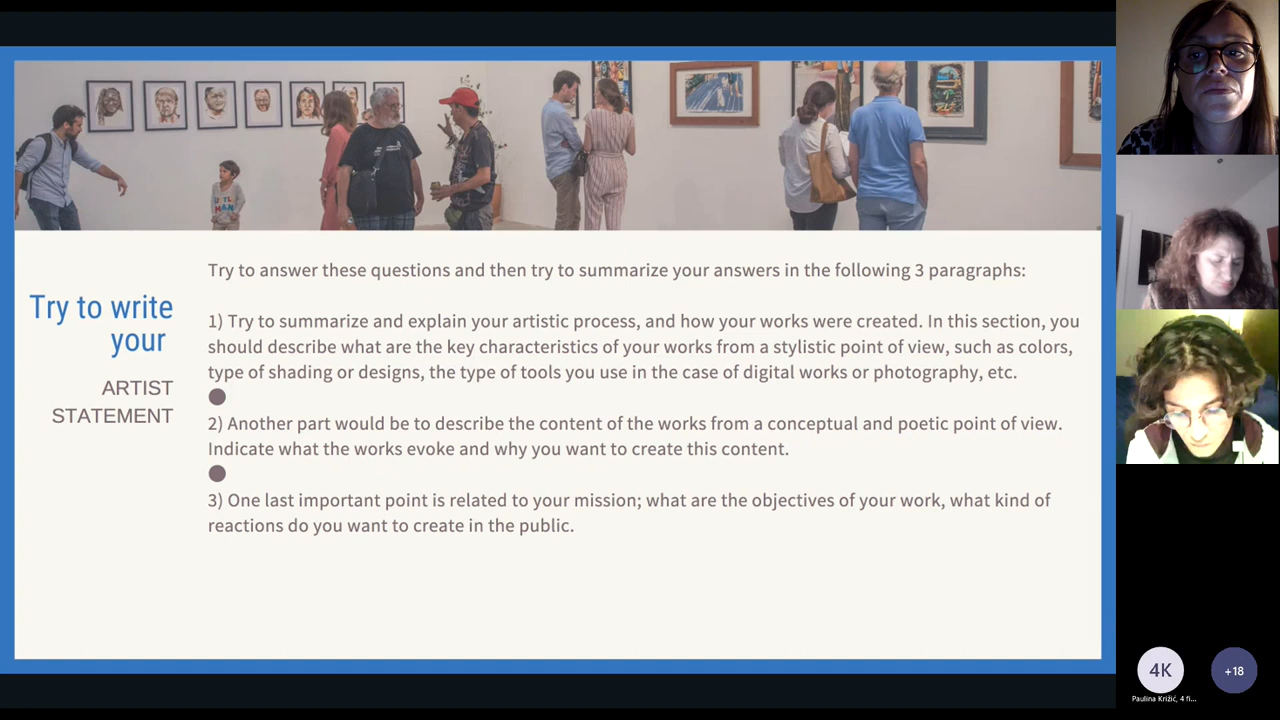 Try to answer these questions and then try to summarize your answers in the following 3 paragraphs:
Try to write
your
ARTIST
STATEMENT
1) Try to summarize and explain your artistic process, and how your works were created. In this section, you
should describe what are the key characteristics of your works from a stylistic point of view, such as colors,
type of shading or designs, the type of tools you use in the case of digital works or photography, etc.
2) Another part would be to describe the content of the works from a conceptual and poetic point of view.
Indicate what the works evoke and why you want to create this content.
3) One last important point is related to your mission; what are the objectives of your work, what kind of
reactions do you want to create in the public.
4K
+18
Paulina Križić, 4 fi...